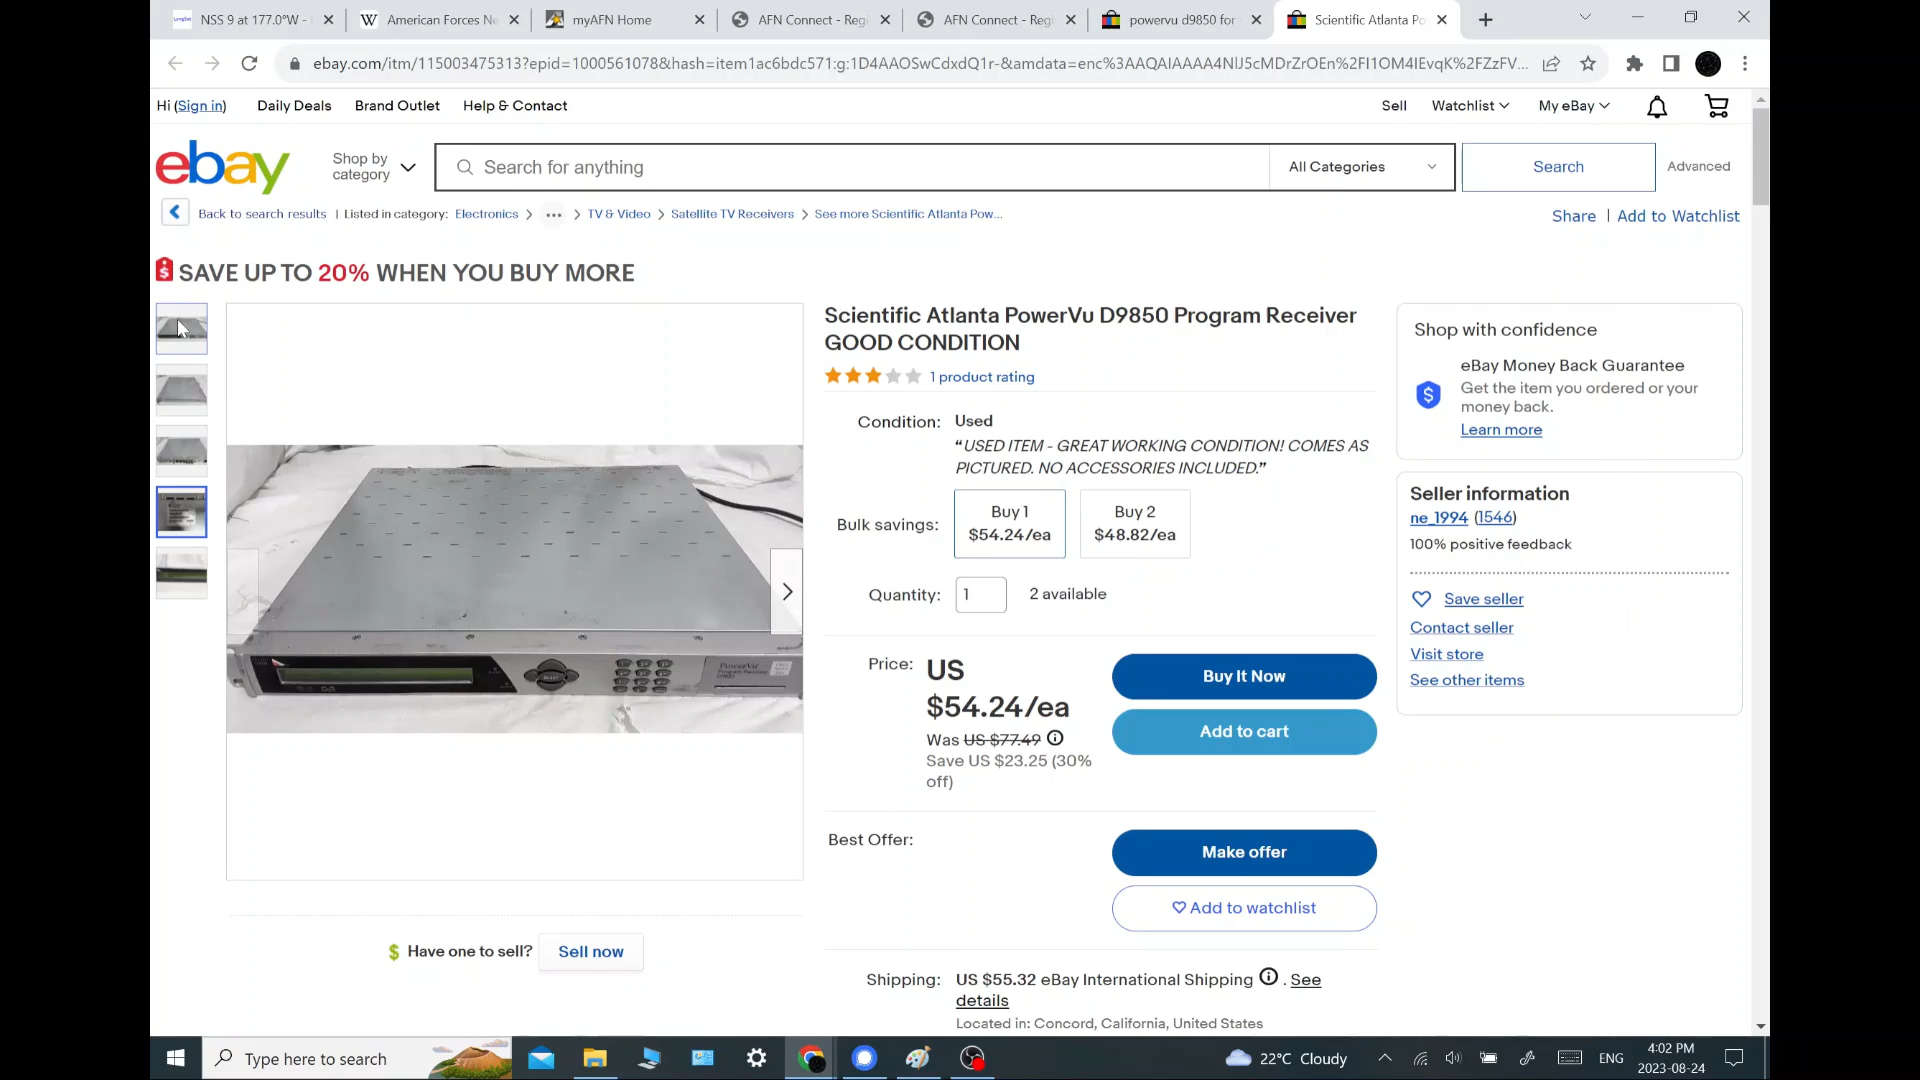 NSS 9 at 177.0°W -
American Forces Ne
myAFN Home
AFN Connect - Regi
AFN Connect - Regi
powervu d9850 for
Scientific Atlanta Po
ebay.com/itm/115003475313?epid=1000561078&hash=item1ac6bdc571:g:1D4AAOSwCdxdQ1r-&amdata=enc%3AAQAIAAAA4NlJ5cMDrZrOEn%2FI1OM4IEvqK%2FZzFV...
Hi (Sign in)
Daily Deals
Brand Outlet
Help & Contact
Sell
Watchlist
My eBay
ebay
Shop by
category
Search for anything
All Categories
Search
Advanced
Back to search results
| Listed in category:
Electronics
...
TV & Video
Satellite TV Receivers
See more Scientific Atlanta Pow...
Share | Add to Watchlist
SAVE UP TO 20% WHEN YOU BUY MORE
Scientific Atlanta PowerVu D9850 Program Receiver
GOOD CONDITION
1 product rating
Condition: Used
“USED ITEM - GREAT WORKING CONDITION! COMES AS
PICTURED. NO ACCESSORIES INCLUDED.”
Bulk savings:
Buy 1
$54.24/ea
Buy 2
$48.82/ea
Quantity: 1 2 available
Price: US
$54.24/ea
Was US $77.49
Save US $23.25 (30%
off)
Buy It Now
Add to cart
Best Offer:
Make offer
Add to watchlist
Shipping: US $55.32 eBay International Shipping . See
details
Located in: Concord, California, United States
Shop with confidence
eBay Money Back Guarantee
Get the item you ordered or your
money back.
Learn more
Seller information
ne_1994 (1546)
100% positive feedback
Save seller
Contact seller
Visit store
See other items
PowerVu
DVB
Have one to sell? Sell now
Type here to search
22°C Cloudy
ENG
4:02 PM
2023-08-24